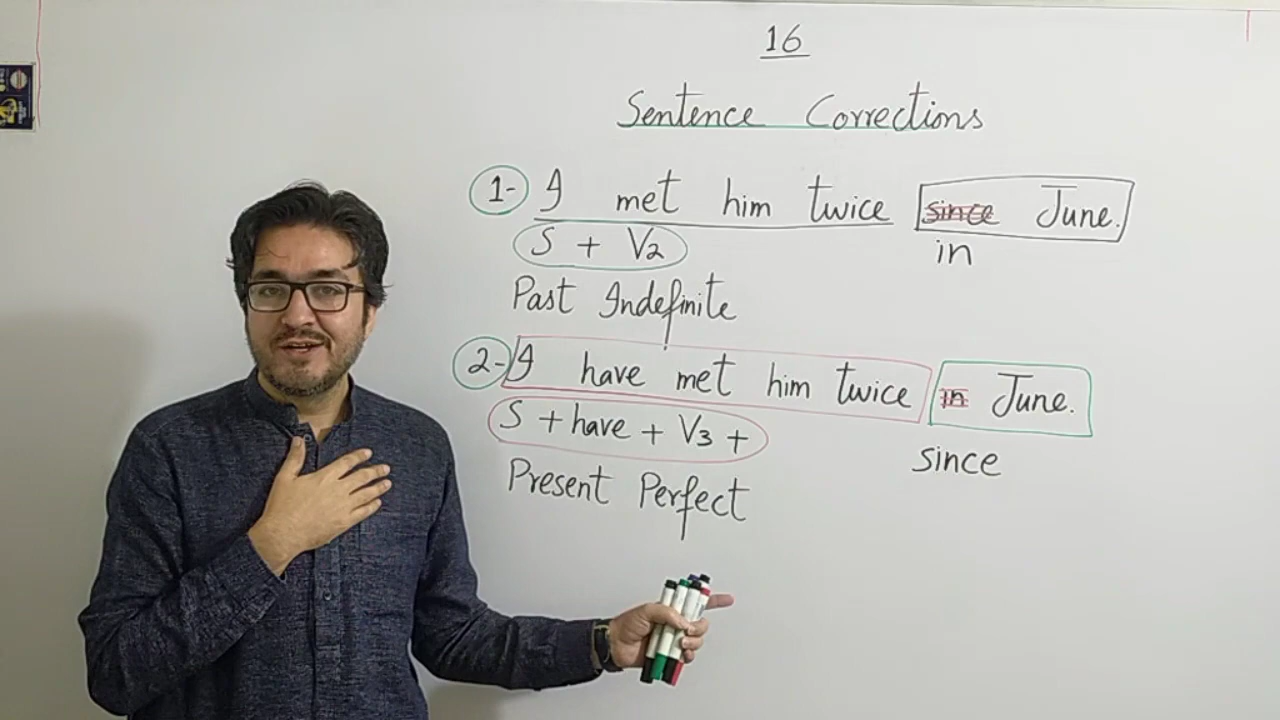 16
Sentence Corrections
1- I met him twice since June.
in
S + V2
Past Indefinite
2- I have met him twice in June.
S + have + V3 +
since
Present Perfect